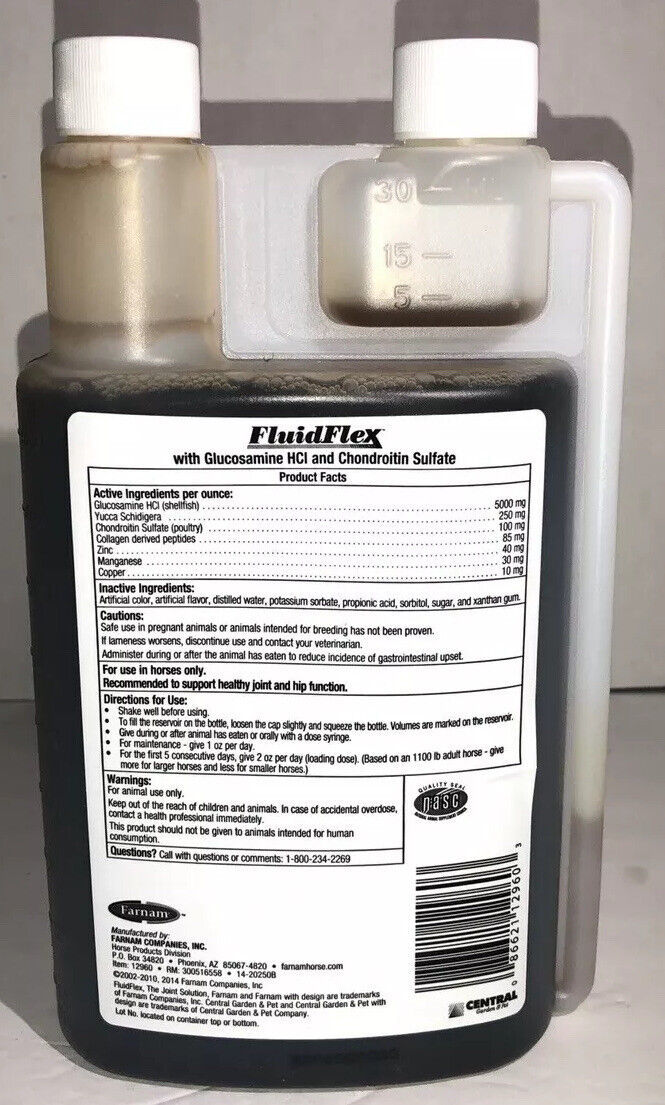 30
15
5
FluidFlex™
with Glucosamine HCl and Chondroitin Sulfate
Product Facts
Active Ingredients per ounce:
Glucosamine HCl (shellfish) 5000 mg
Yucca Schidigera 250 mg
Chondroitin Sulfate (poultry) 100 mg
Collagen derived peptides 85 mg
Zinc 40 mg
Manganese 30 mg
Copper 10 mg
Inactive Ingredients:
Artificial color, artificial flavor, distilled water, potassium sorbate, propionic acid, sorbitol, sugar, and xanthan gum.
Cautions:
Safe use in pregnant animals or animals intended for breeding has not been proven.
If lameness worsens, discontinue use and contact your veterinarian.
Administer during or after the animal has eaten to reduce incidence of gastrointestinal upset.
For use in horses only.
Recommended to support healthy joint and hip function.
Directions for Use:
• Shake well before using.
• To fill the reservoir on the bottle, loosen the cap slightly and squeeze the bottle. Volumes are marked on the reservoir.
• Give during or after animal has eaten or orally with a dose syringe.
• For maintenance - give 1 oz per day.
• For the first 5 consecutive days, give 2 oz per day (loading dose). (Based on an 1100 lb adult horse - give
more for larger horses and less for smaller horses.)
Warnings:
For animal use only.
Keep out of the reach of children and animals. In case of accidental overdose,
contact a health professional immediately.
This product should not be given to animals intended for human
consumption.
Questions? Call with questions or comments: 1-800-234-2269
QUALITY SEAL
nasc
Farnam™
Manufactured by:
FARNAM COMPANIES, INC.
Horse Products Division
P.O. Box 34820 • Phoenix, AZ 85067-4820 • farnamhorse.com
Item: 12960 • RM: 300516558 • 14-20250B
©2002-2010, 2014 Farnam Companies, Inc
FluidFlex, The Joint Solution, Farnam and Farnam with design are trademarks
of Farnam Companies, Inc. Central Garden & Pet and Central Garden & Pet with
design are trademarks of Central Garden & Pet Company.
Lot No. located on container top or bottom.
0 86621 12960 3
CENTRAL
Garden & Pet